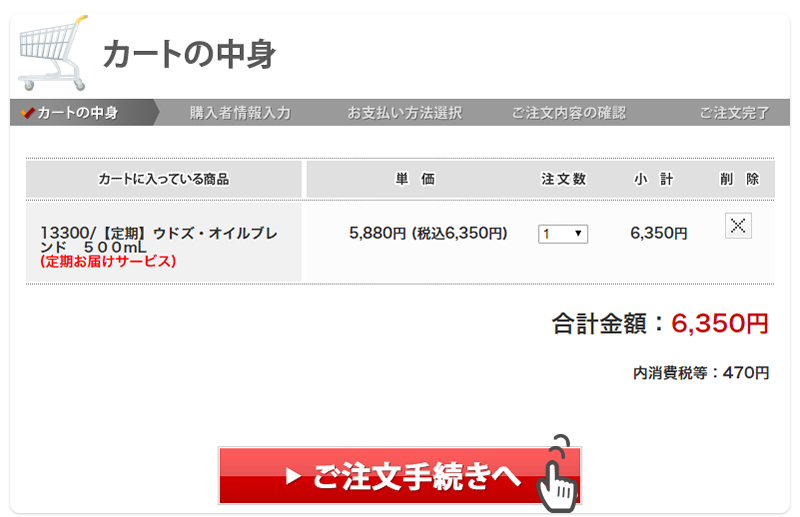 カートの中身
カートの中身　購入者情報入力　お支払い方法選択　ご注文内容の確認　ご注文完了
カートに入っている商品　単　価　注文数　小　計　削　除
13300/【定期】ウドズ・オイルブレ
ンド　５００mL
(定期お届けサービス)
5,880円 (税込6,350円)　1　6,350円
合計金額：6,350円
内消費税等：470円
ご注文手続きへ